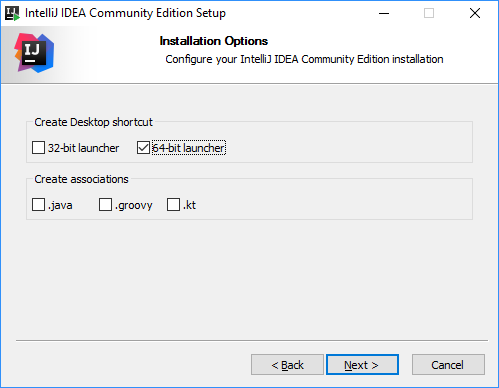 IntelliJ IDEA Community Edition Setup
IJ
Installation Options
Configure your IntelliJ IDEA Community Edition installation
Create Desktop shortcut
32-bit launcher
64-bit launcher
Create associations
.java
.groovy
.kt
< Back
Next >
Cancel